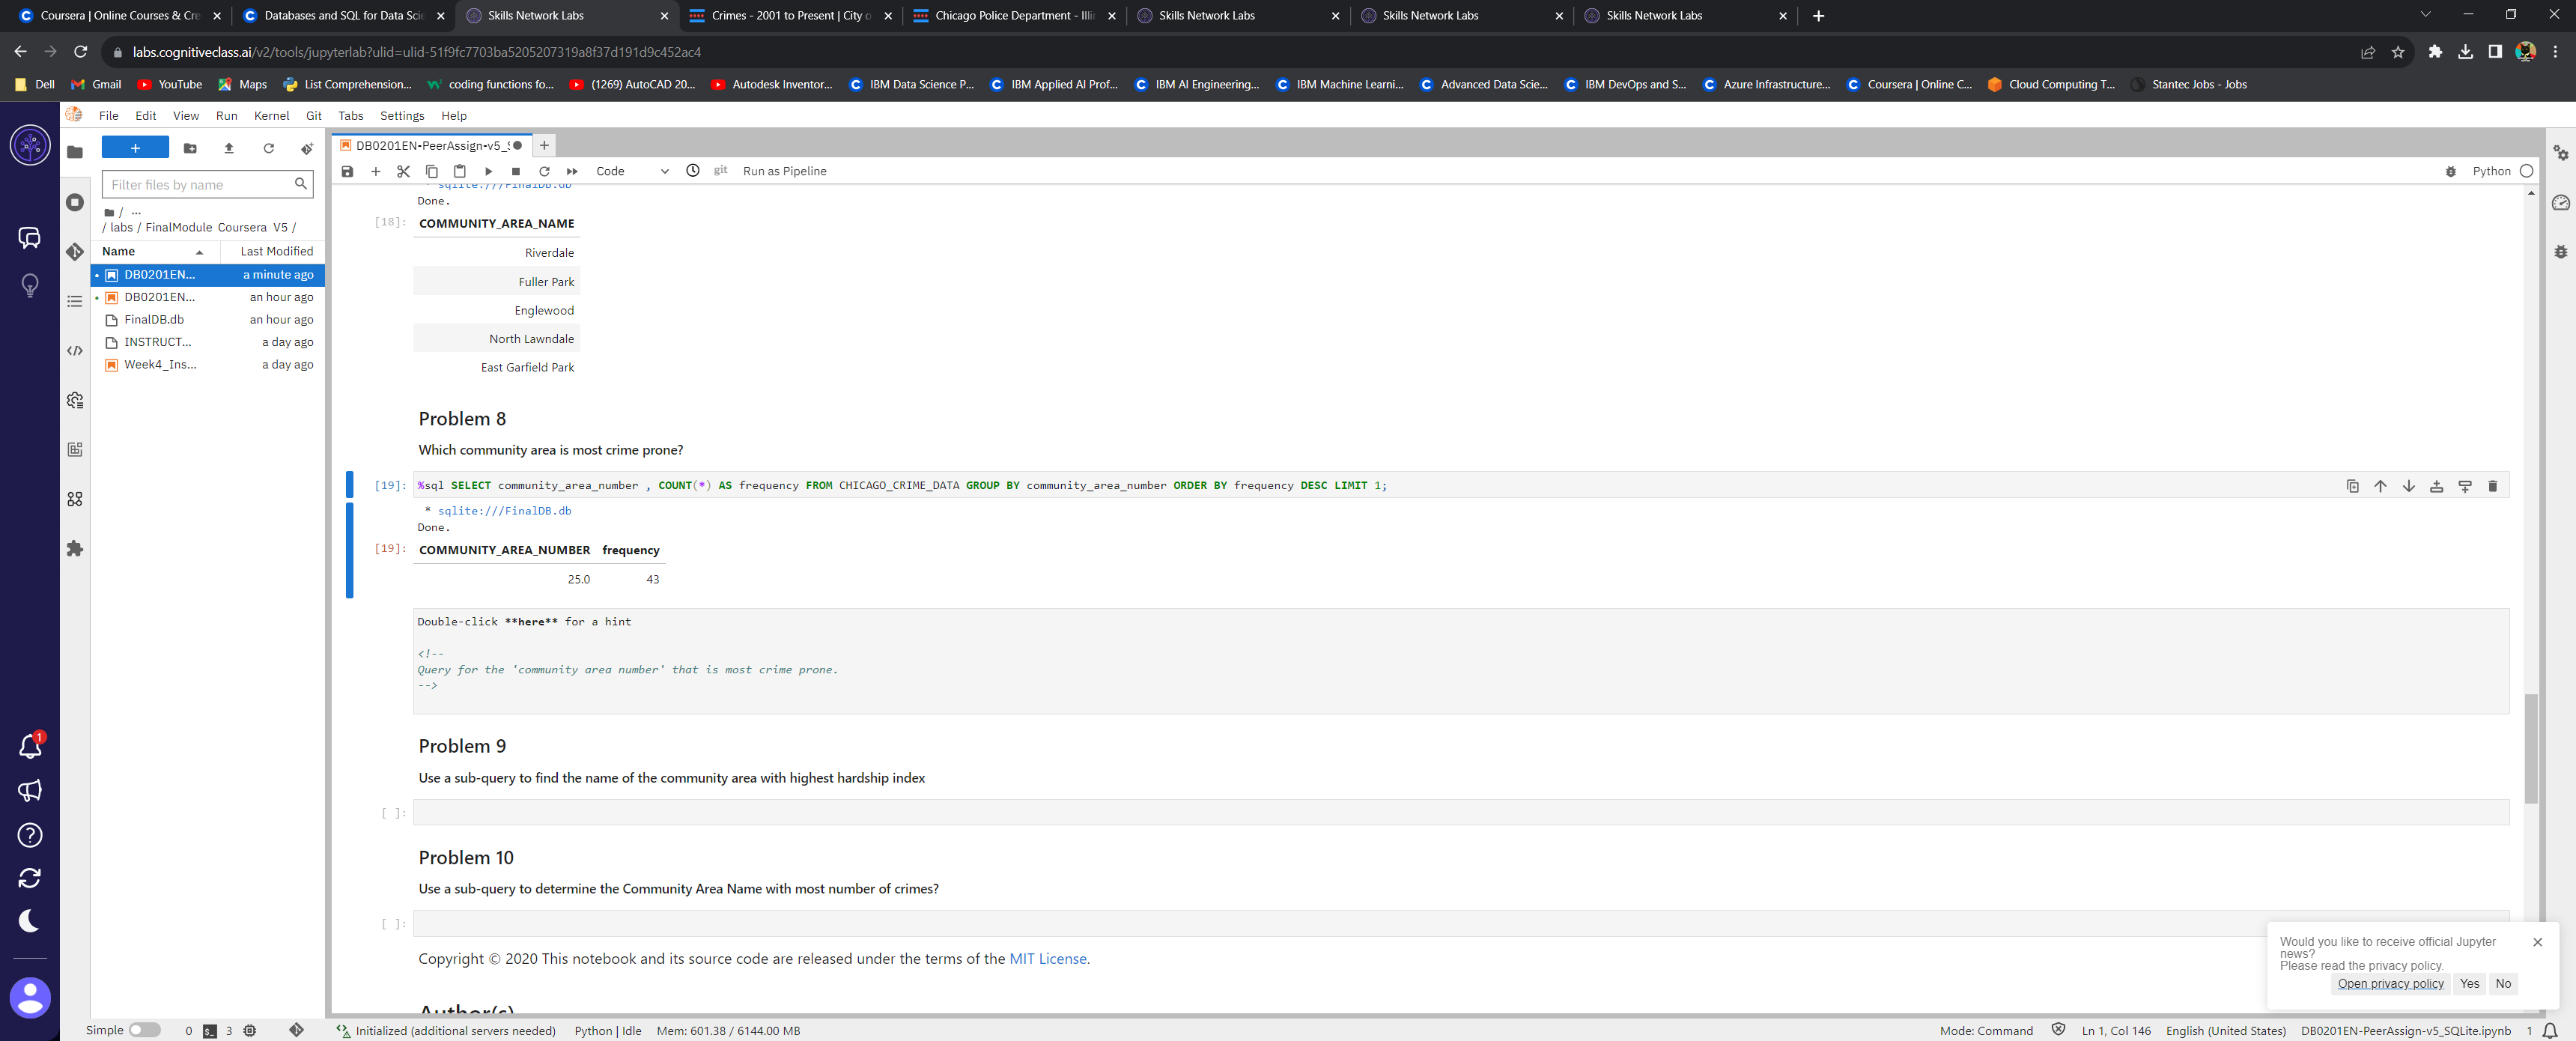 Coursera | Online Courses & Cre
Databases and SQL for Data Scie
Skills Network Labs
Crimes - 2001 to Present | City o
Chicago Police Department - Illin
Skills Network Labs
Skills Network Labs
Skills Network Labs
labs.cognitiveclass.ai/v2/tools/jupyterlab?ulid=ulid-51f9fc7703ba5205207319a8f37d191d9c452ac4
Dell
Gmail
YouTube
Maps
List Comprehension...
coding functions fo...
(1269) AutoCAD 20...
Autodesk Inventor...
IBM Data Science P...
IBM Applied AI Prof...
IBM AI Engineering...
IBM Machine Learni...
Advanced Data Scie...
IBM DevOps and S...
Azure Infrastructure...
Coursera | Online C...
Cloud Computing T...
Stantec Jobs - Jobs
File Edit View Run Kernel Git Tabs Settings Help
Filter files by name
/ ...
/ labs / FinalModule_Coursera_V5 /
Name Last Modified
DB0201EN... a minute ago
DB0201EN... an hour ago
FinalDB.db an hour ago
INSTRUCT... a day ago
Week4_Ins... a day ago
DB0201EN-PeerAssign-v5_S
Code
git
Run as Pipeline
Python
* sqlite:///FinalDB.db
Done.
[18]: COMMUNITY_AREA_NAME
Riverdale
Fuller Park
Englewood
North Lawndale
East Garfield Park
Problem 8
Which community area is most crime prone?
[19]: %sql SELECT community_area_number , COUNT(*) AS frequency FROM CHICAGO_CRIME_DATA GROUP BY community_area_number ORDER BY frequency DESC LIMIT 1;
* sqlite:///FinalDB.db
Done.
[19]: COMMUNITY_AREA_NUMBER frequency
25.0 43
Double-click **here** for a hint
<!--
Query for the 'community area number' that is most crime prone.
-->
Problem 9
Use a sub-query to find the name of the community area with highest hardship index
[ ]:
Problem 10
Use a sub-query to determine the Community Area Name with most number of crimes?
[ ]:
Copyright © 2020 This notebook and its source code are released under the terms of the MIT License.
Author(s)
Would you like to receive official Jupyter
news?
Please read the privacy policy.
Open privacy policy Yes No
1
Simple 0 $_ 3 Initialized (additional servers needed) Python | Idle Mem: 601.38 / 6144.00 MB
Mode: Command Ln 1, Col 146 English (United States) DB0201EN-PeerAssign-v5_SQLite.ipynb 1